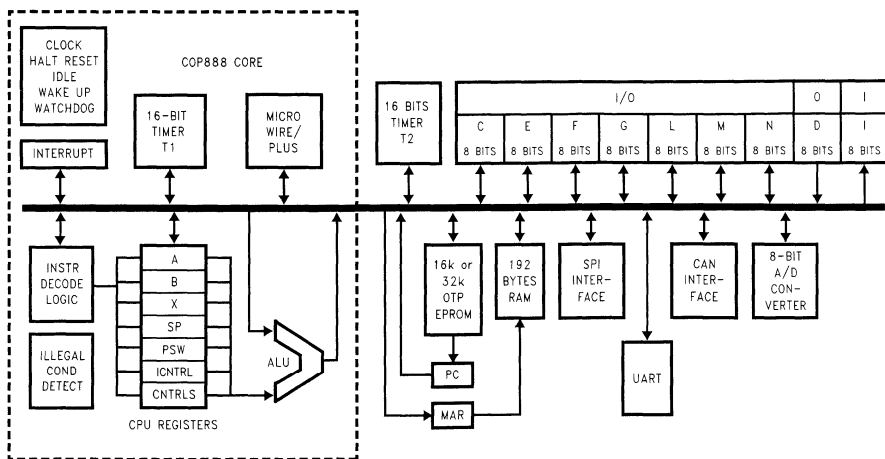 CLOCK
HALT RESET
IDLE
WAKE UP
WATCHDOG
COP888 CORE
INTERRUPT
16-BIT
TIMER
T1
MICRO
WIRE/
PLUS
16 BITS
TIMER
T2
I/O
O
I
C
E
F
G
L
M
N
D
I
8 BITS
8 BITS
8 BITS
8 BITS
8 BITS
8 BITS
8 BITS
8 BITS
8 BITS
INSTR
DECODE
LOGIC
ILLEGAL
COND
DETECT
A
B
X
SP
PSW
ICNTRL
CNTRLS
CPU REGISTERS
ALU
16k or
32k
OTP
EPROM
192
BYTES
RAM
SPI
INTER-
FACE
CAN
INTER-
FACE
8-BIT
A/D
CON-
VERTER
PC
MAR
UART